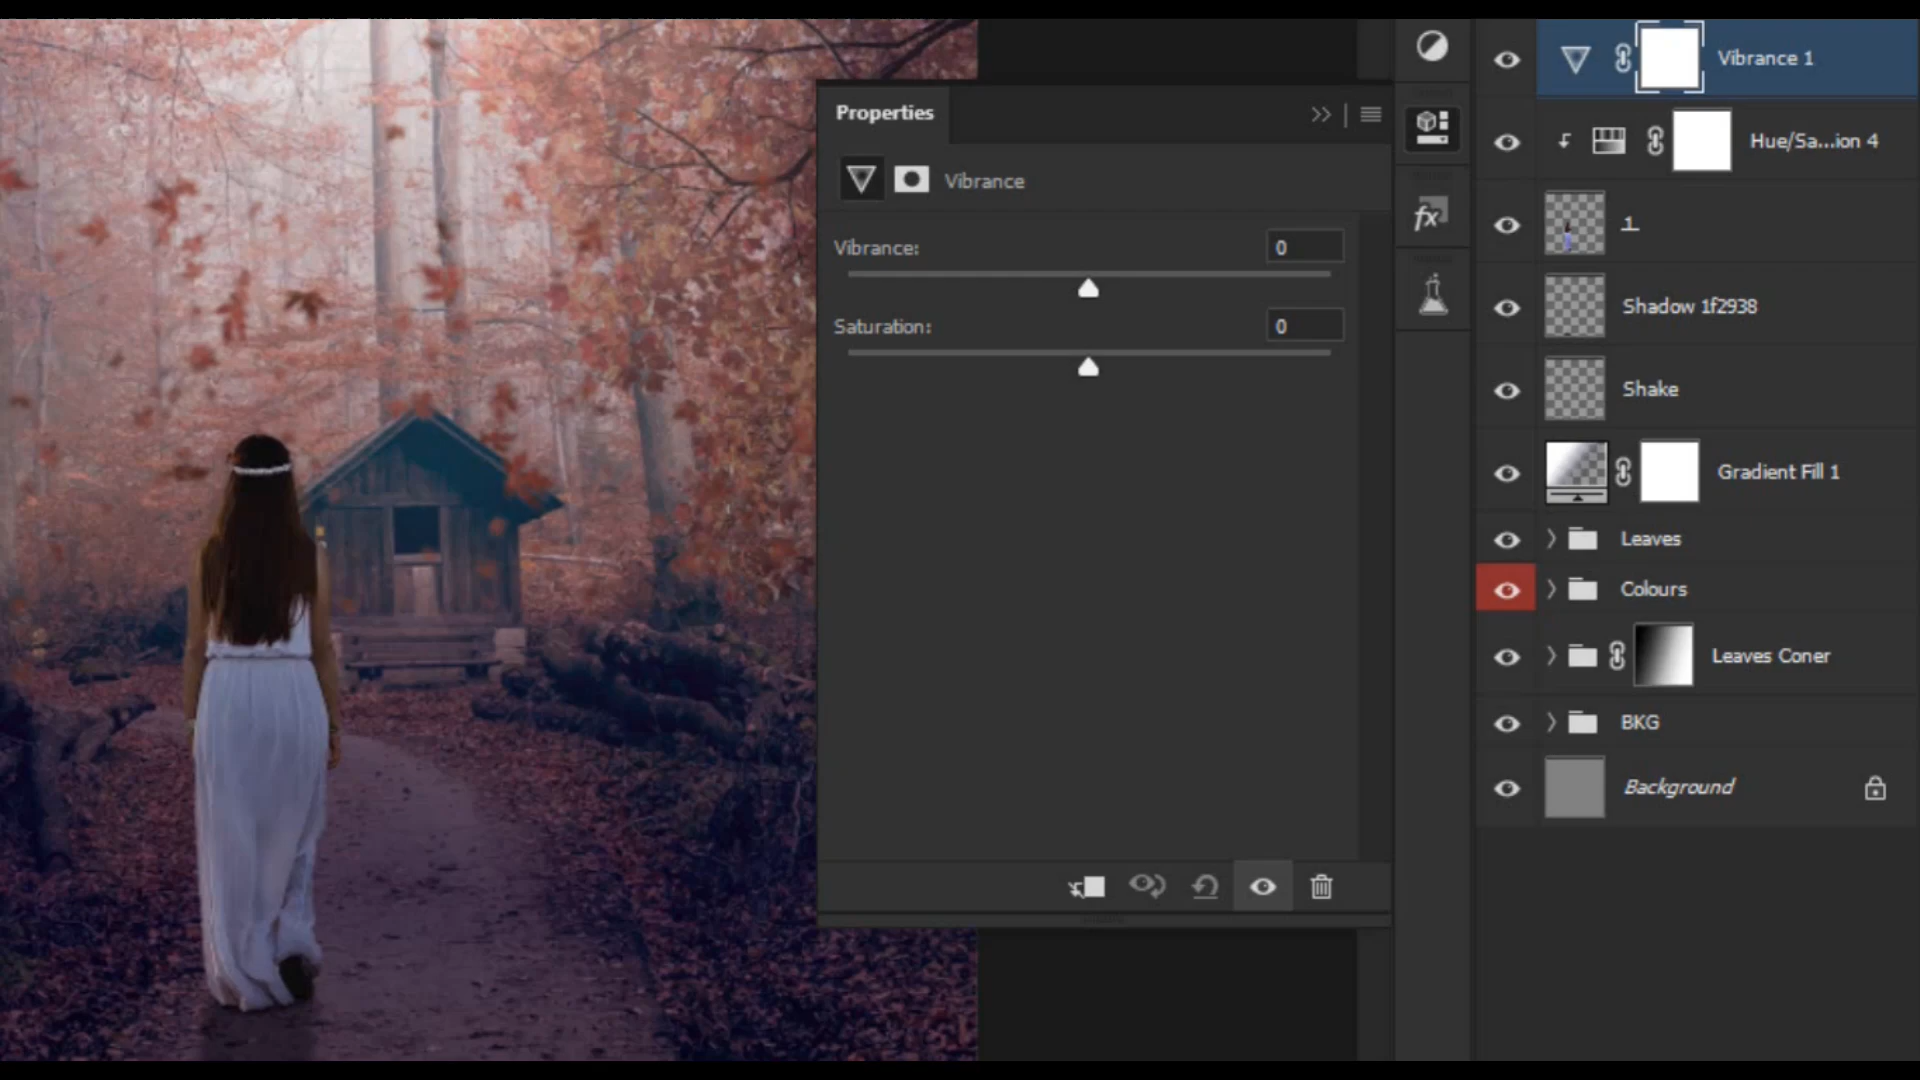 Properties
Vibrance
Vibrance: 0
Saturation: 0
fx
Vibrance 1
Hue/Sa...ion 4
1
Shadow 1f2938
Shake
Gradient Fill 1
Leaves
Colours
Leaves Coner
BKG
Background